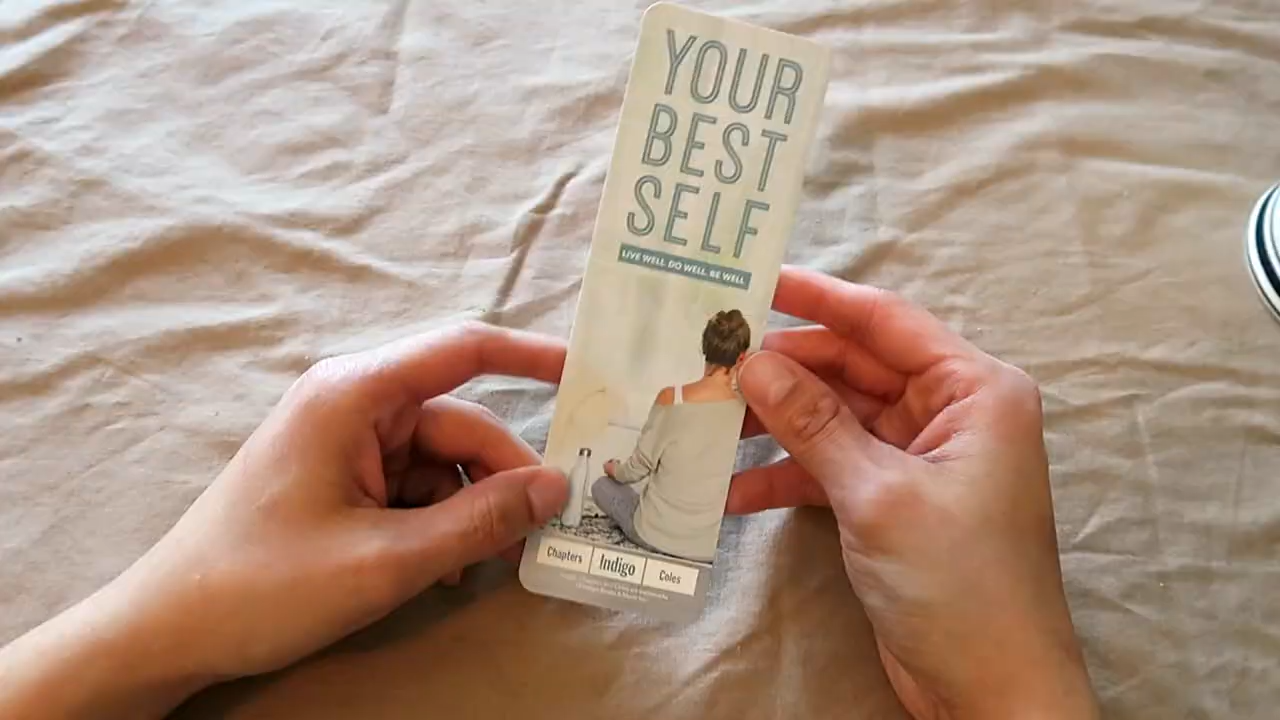 YOUR
BEST
SELF
LIVE WELL. DO WELL. BE WELL.
Chapters Indigo Coles